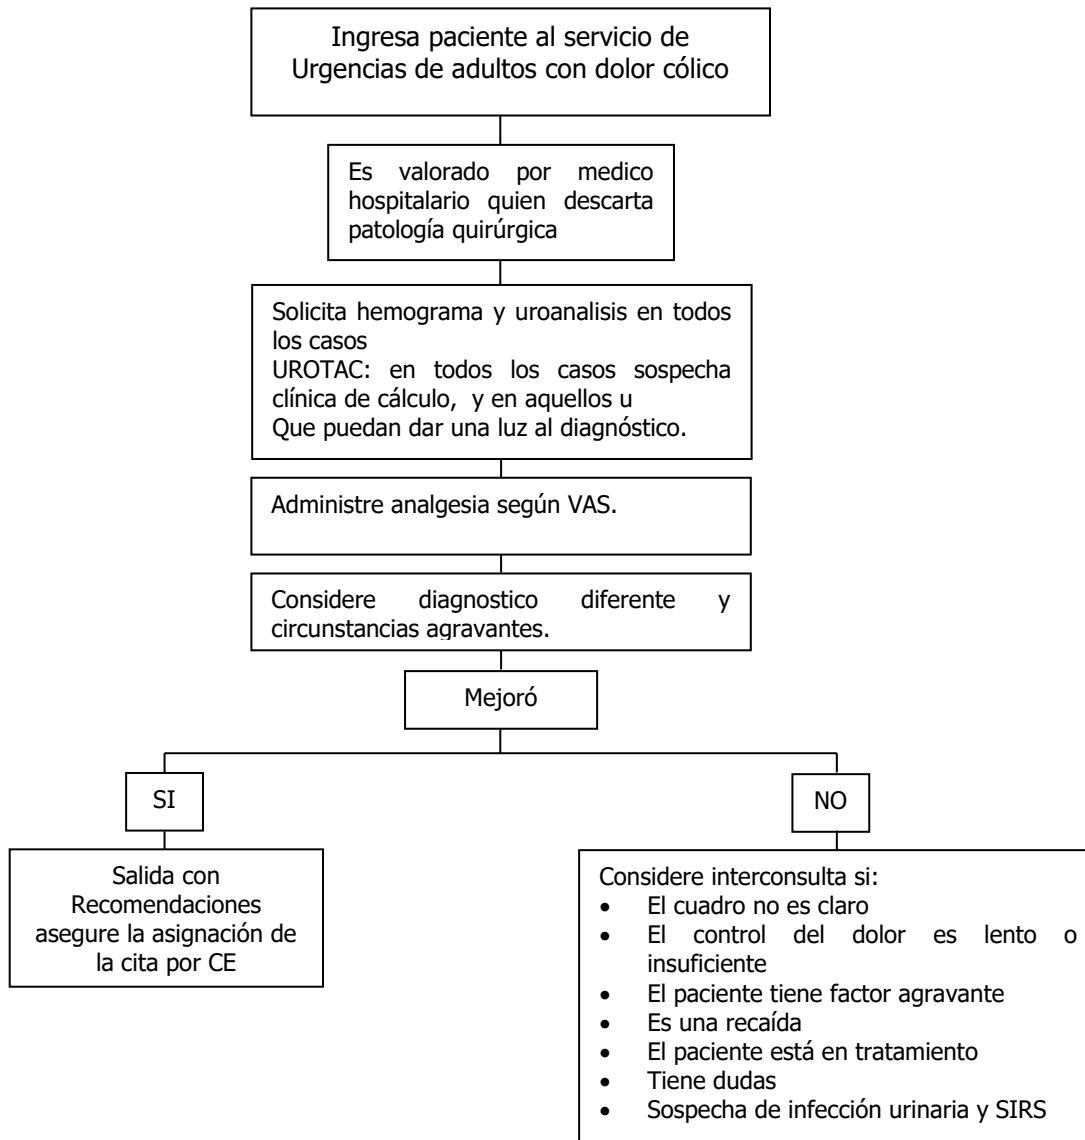 Ingresa paciente al servicio de
Urgencias de adultos con dolor cólico
Es valorado por medico
hospitalario quien descarta
patología quirúrgica
Solicita hemograma y uroanalisis en todos
los casos
UROTAC: en todos los casos sospecha
clínica de cálculo, y en aquellos u
Que puedan dar una luz al diagnóstico.
Administre analgesia según VAS.
Considere diagnostico diferente y
circunstancias agravantes.
Mejoró
SI
NO
Salida con
Recomendaciones
asegure la asignación de
la cita por CE
Considere interconsulta si:
• El cuadro no es claro
• El control del dolor es lento o
insuficiente
• El paciente tiene factor agravante
• Es una recaída
• El paciente está en tratamiento
• Tiene dudas
• Sospecha de infección urinaria y SIRS